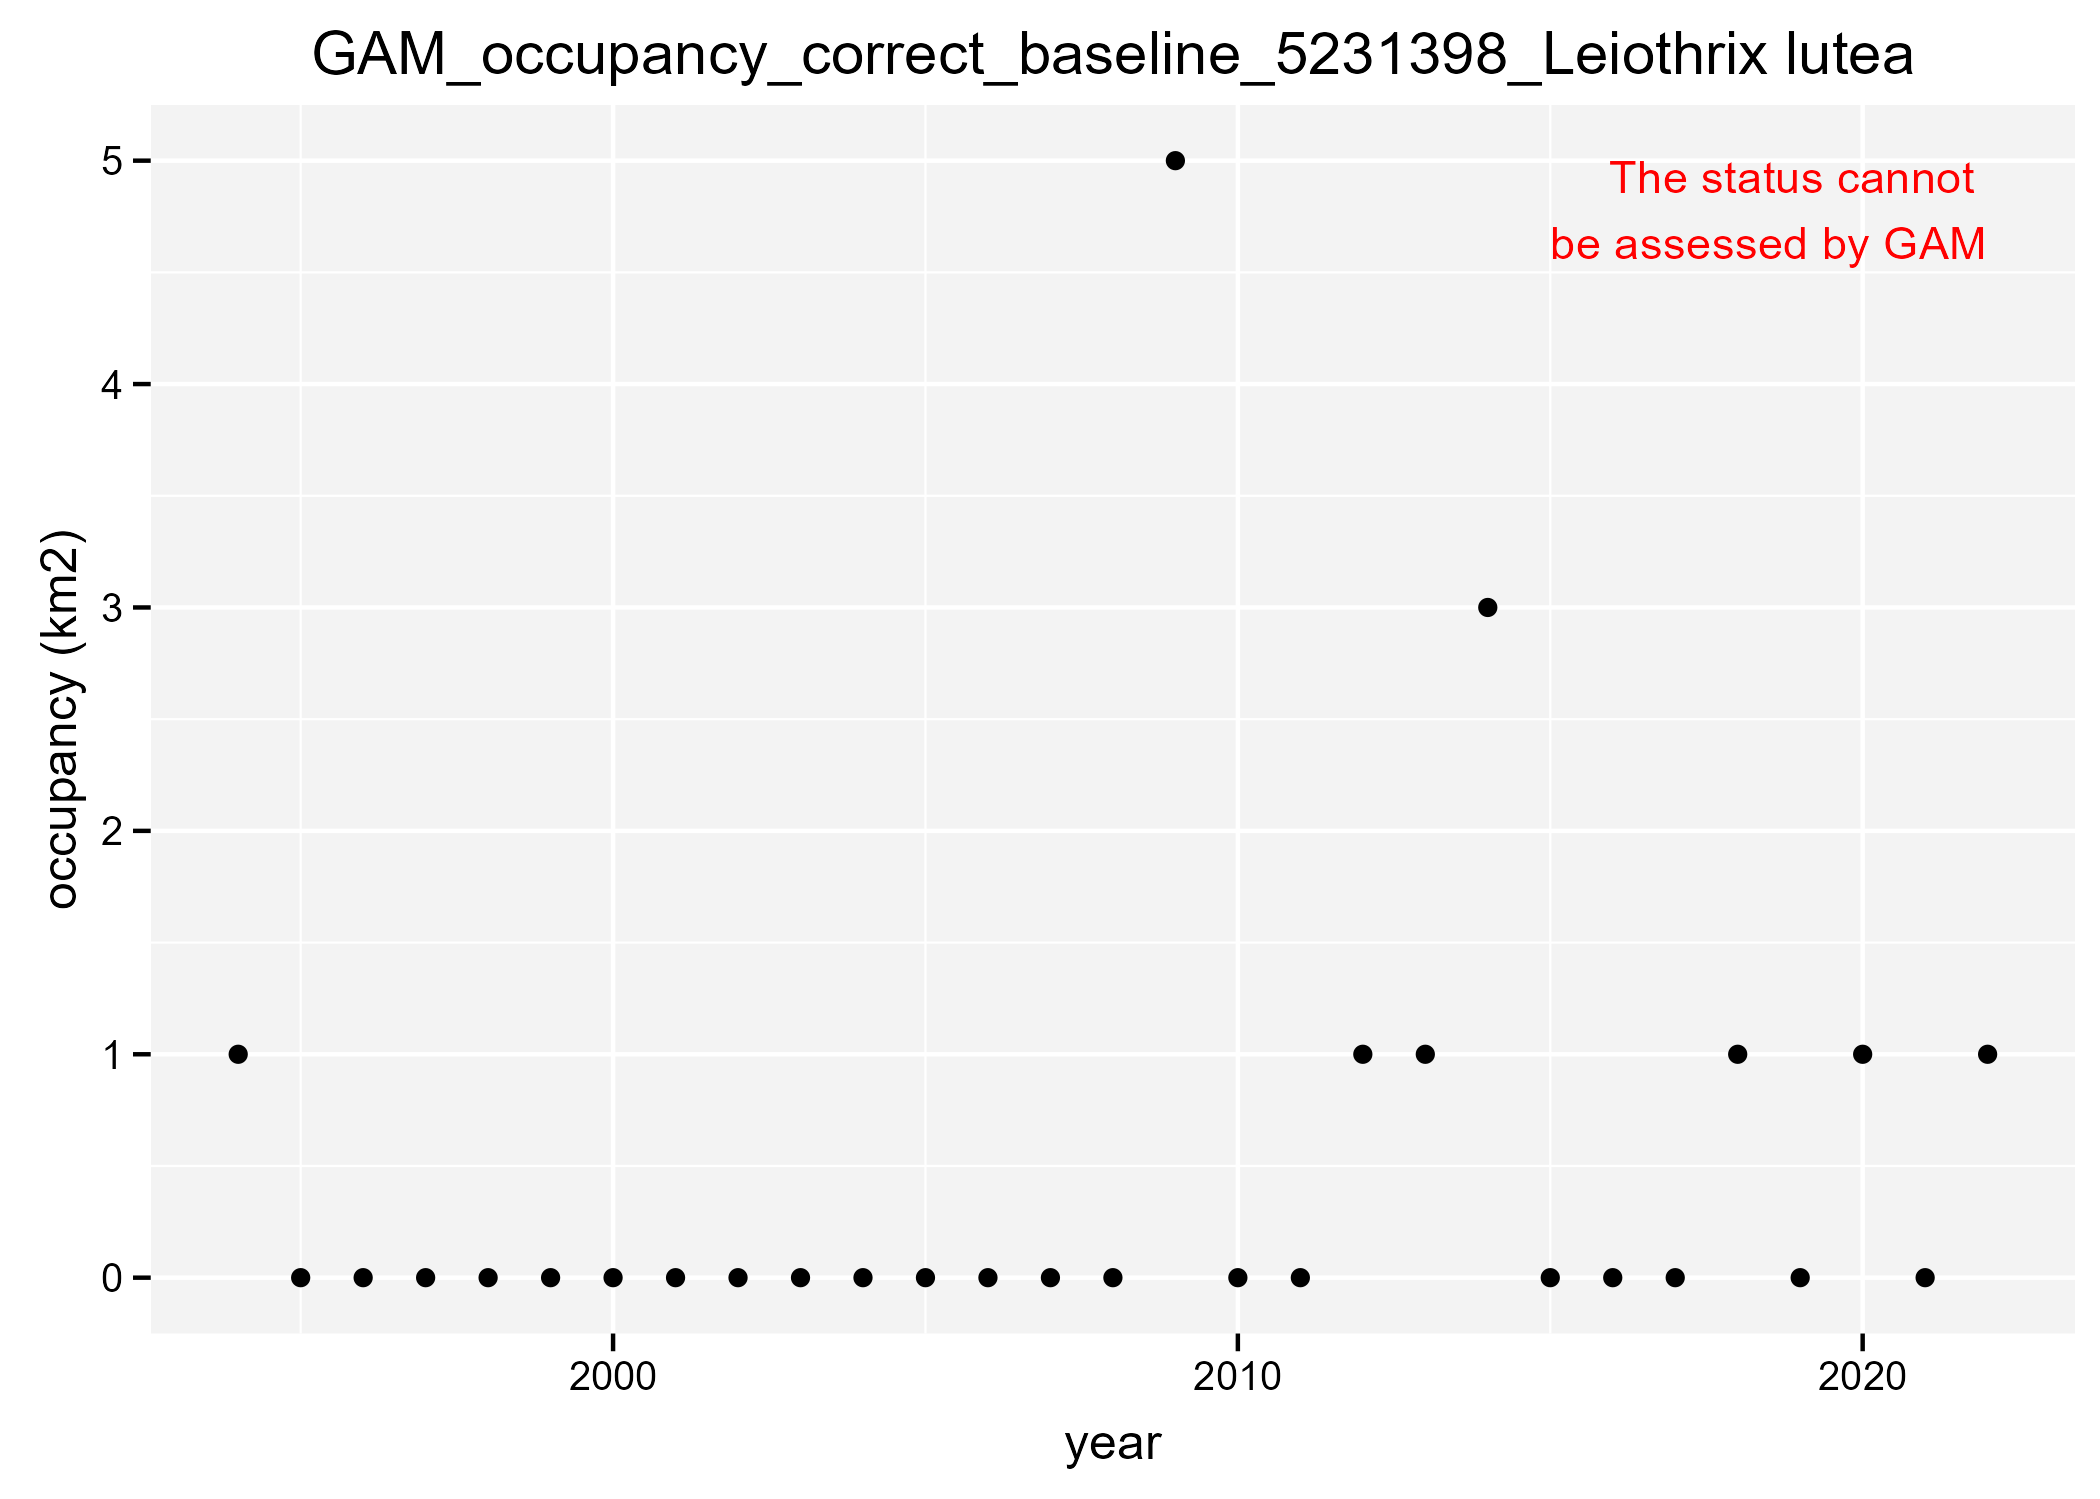 GAM_occupancy_correct_baseline_5231398_Leiothrix lutea
The status cannot
be assessed by GAM
5
4
3
2
1
0
occupancy (km2)
2000
2010
2020
year